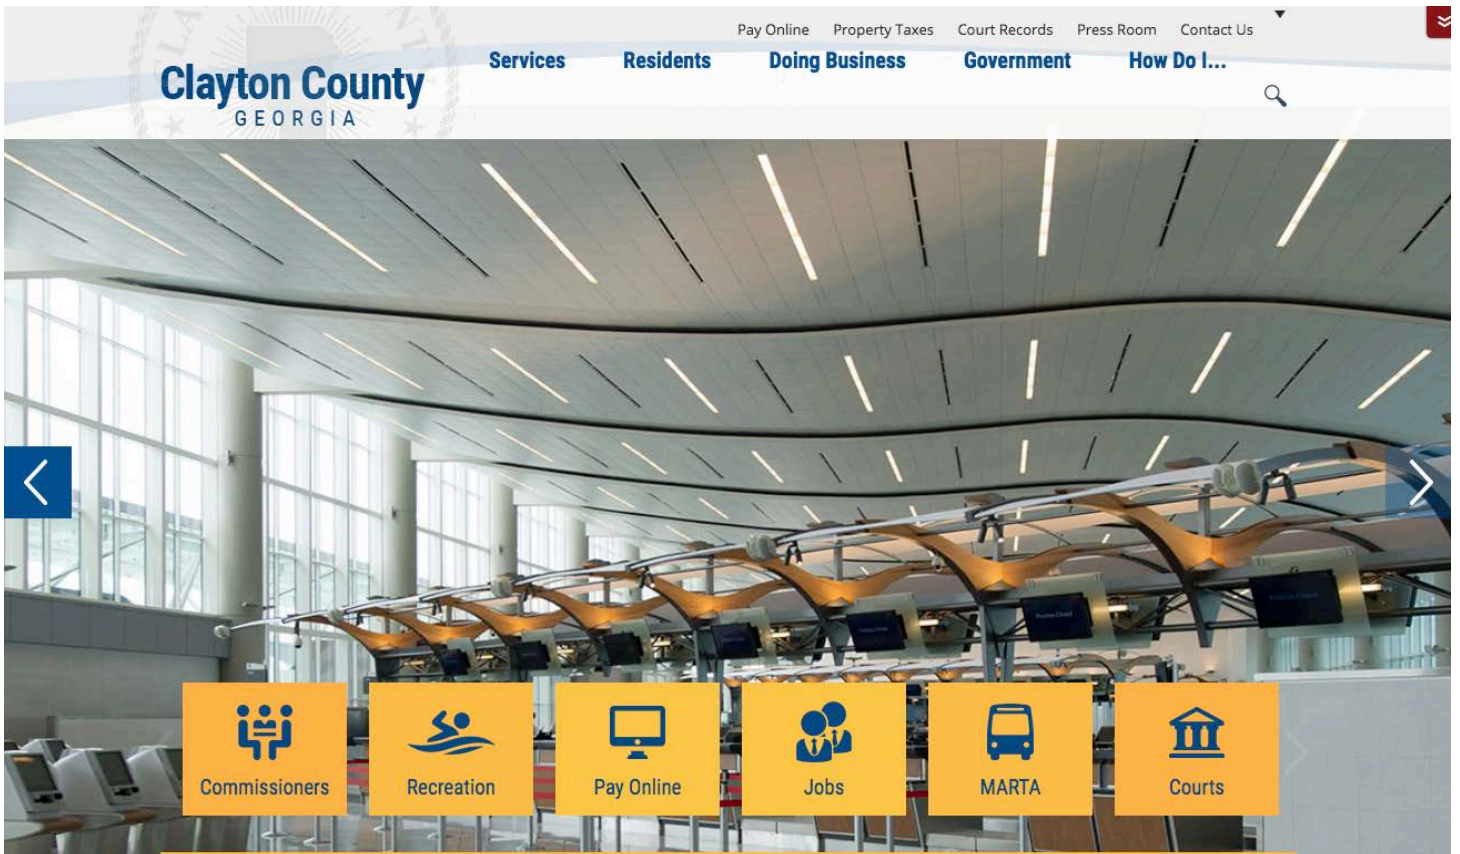 Pay Online Property Taxes Court Records Press Room Contact Us
Services Residents Doing Business Government How Do I...
Clayton County
GEORGIA
Commissioners Recreation Pay Online Jobs MARTA Courts